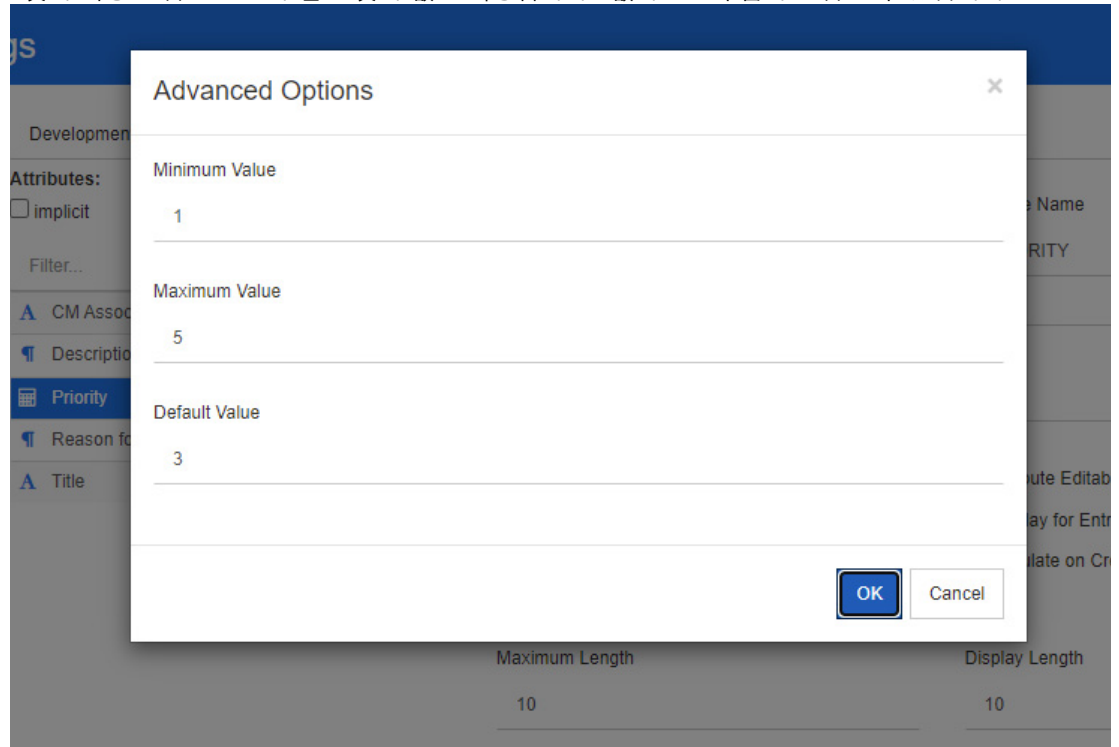 gs
Advanced Options
×
Developmen
Attributes:
implicit
Filter...
A CM Assoc
¶ Descriptio
Priority
¶ Reason fo
A Title
Minimum Value
1
Maximum Value
5
Default Value
3
OK
Cancel
e Name
RITY
ute Editab
lay for Entr
ulate on Cre
Maximum Length
10
Display Length
10